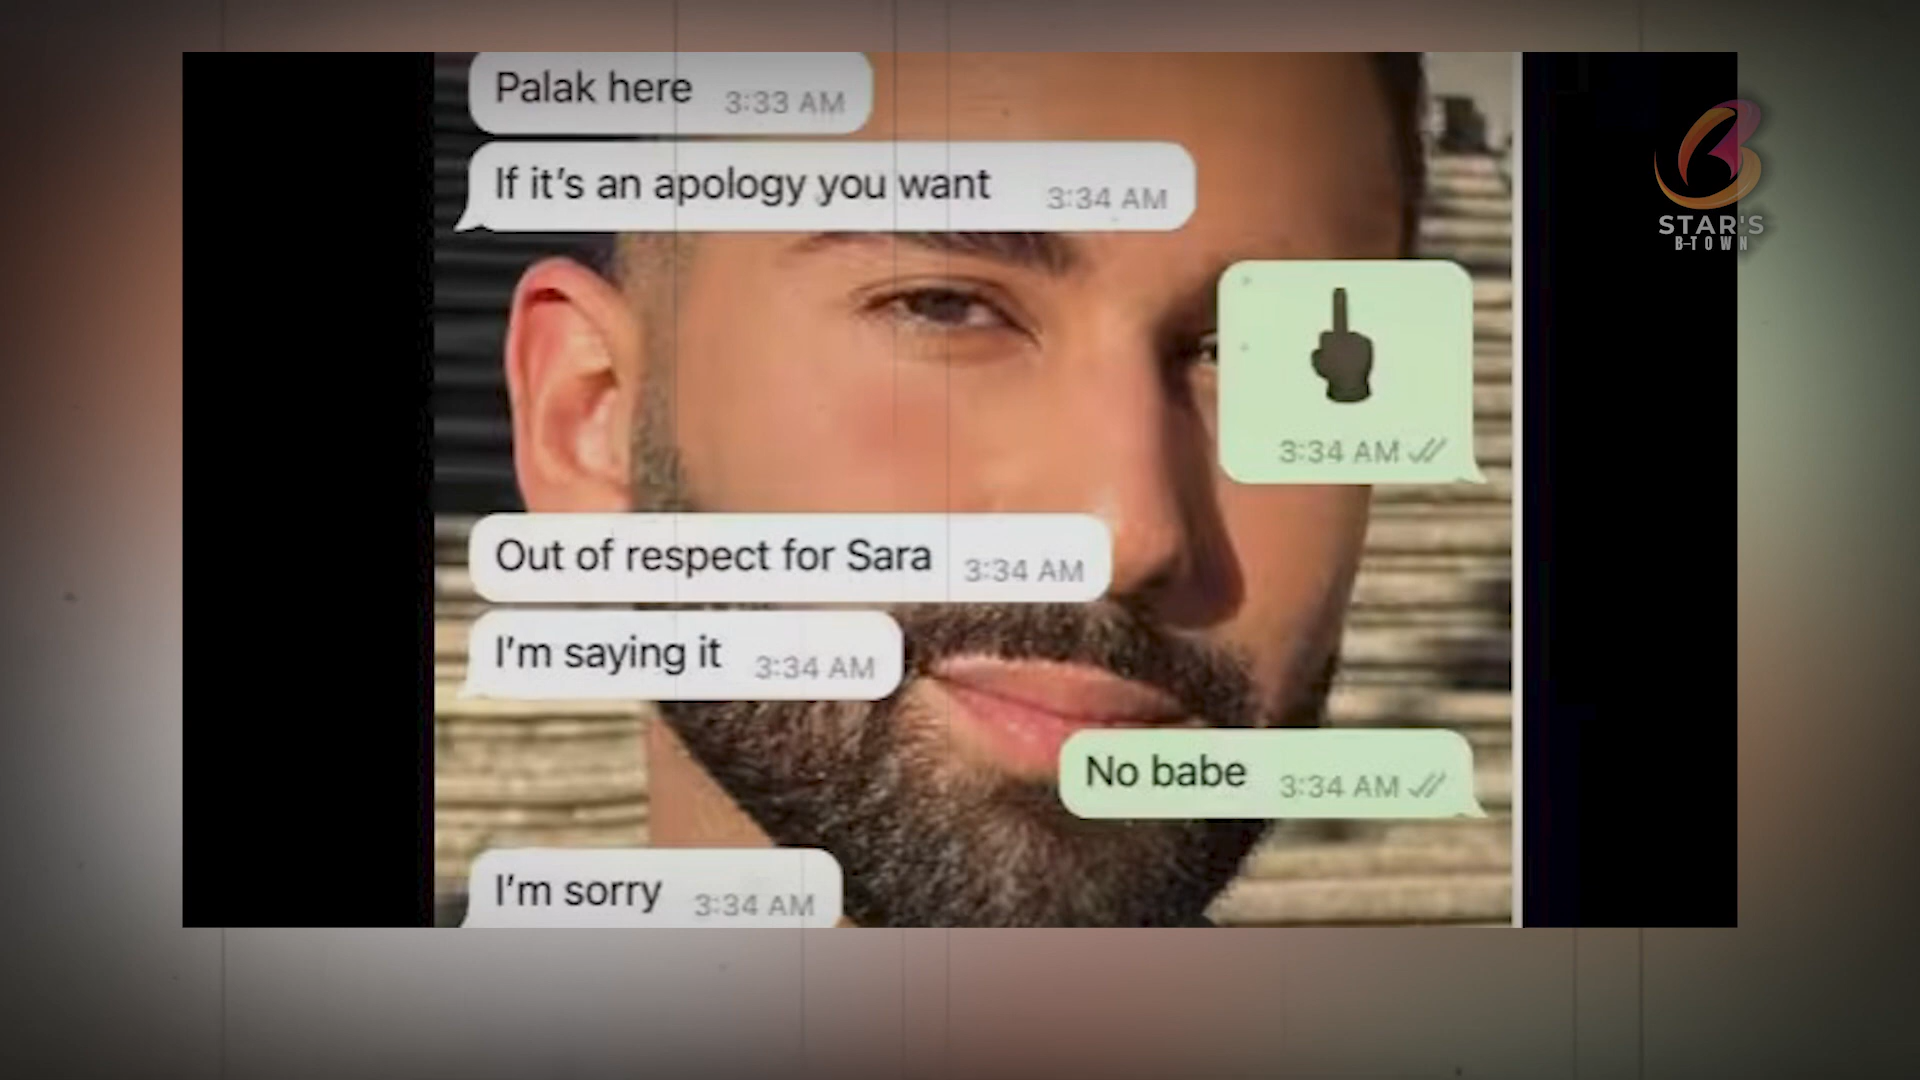 Palak here 3:33 AM
If it's an apology you want 3:34 AM
3:34 AM
Out of respect for Sara 3:34 AM
I'm saying it 3:34 AM
No babe 3:34 AM
I'm sorry 3:34 AM
STAR'S
B-TOWN